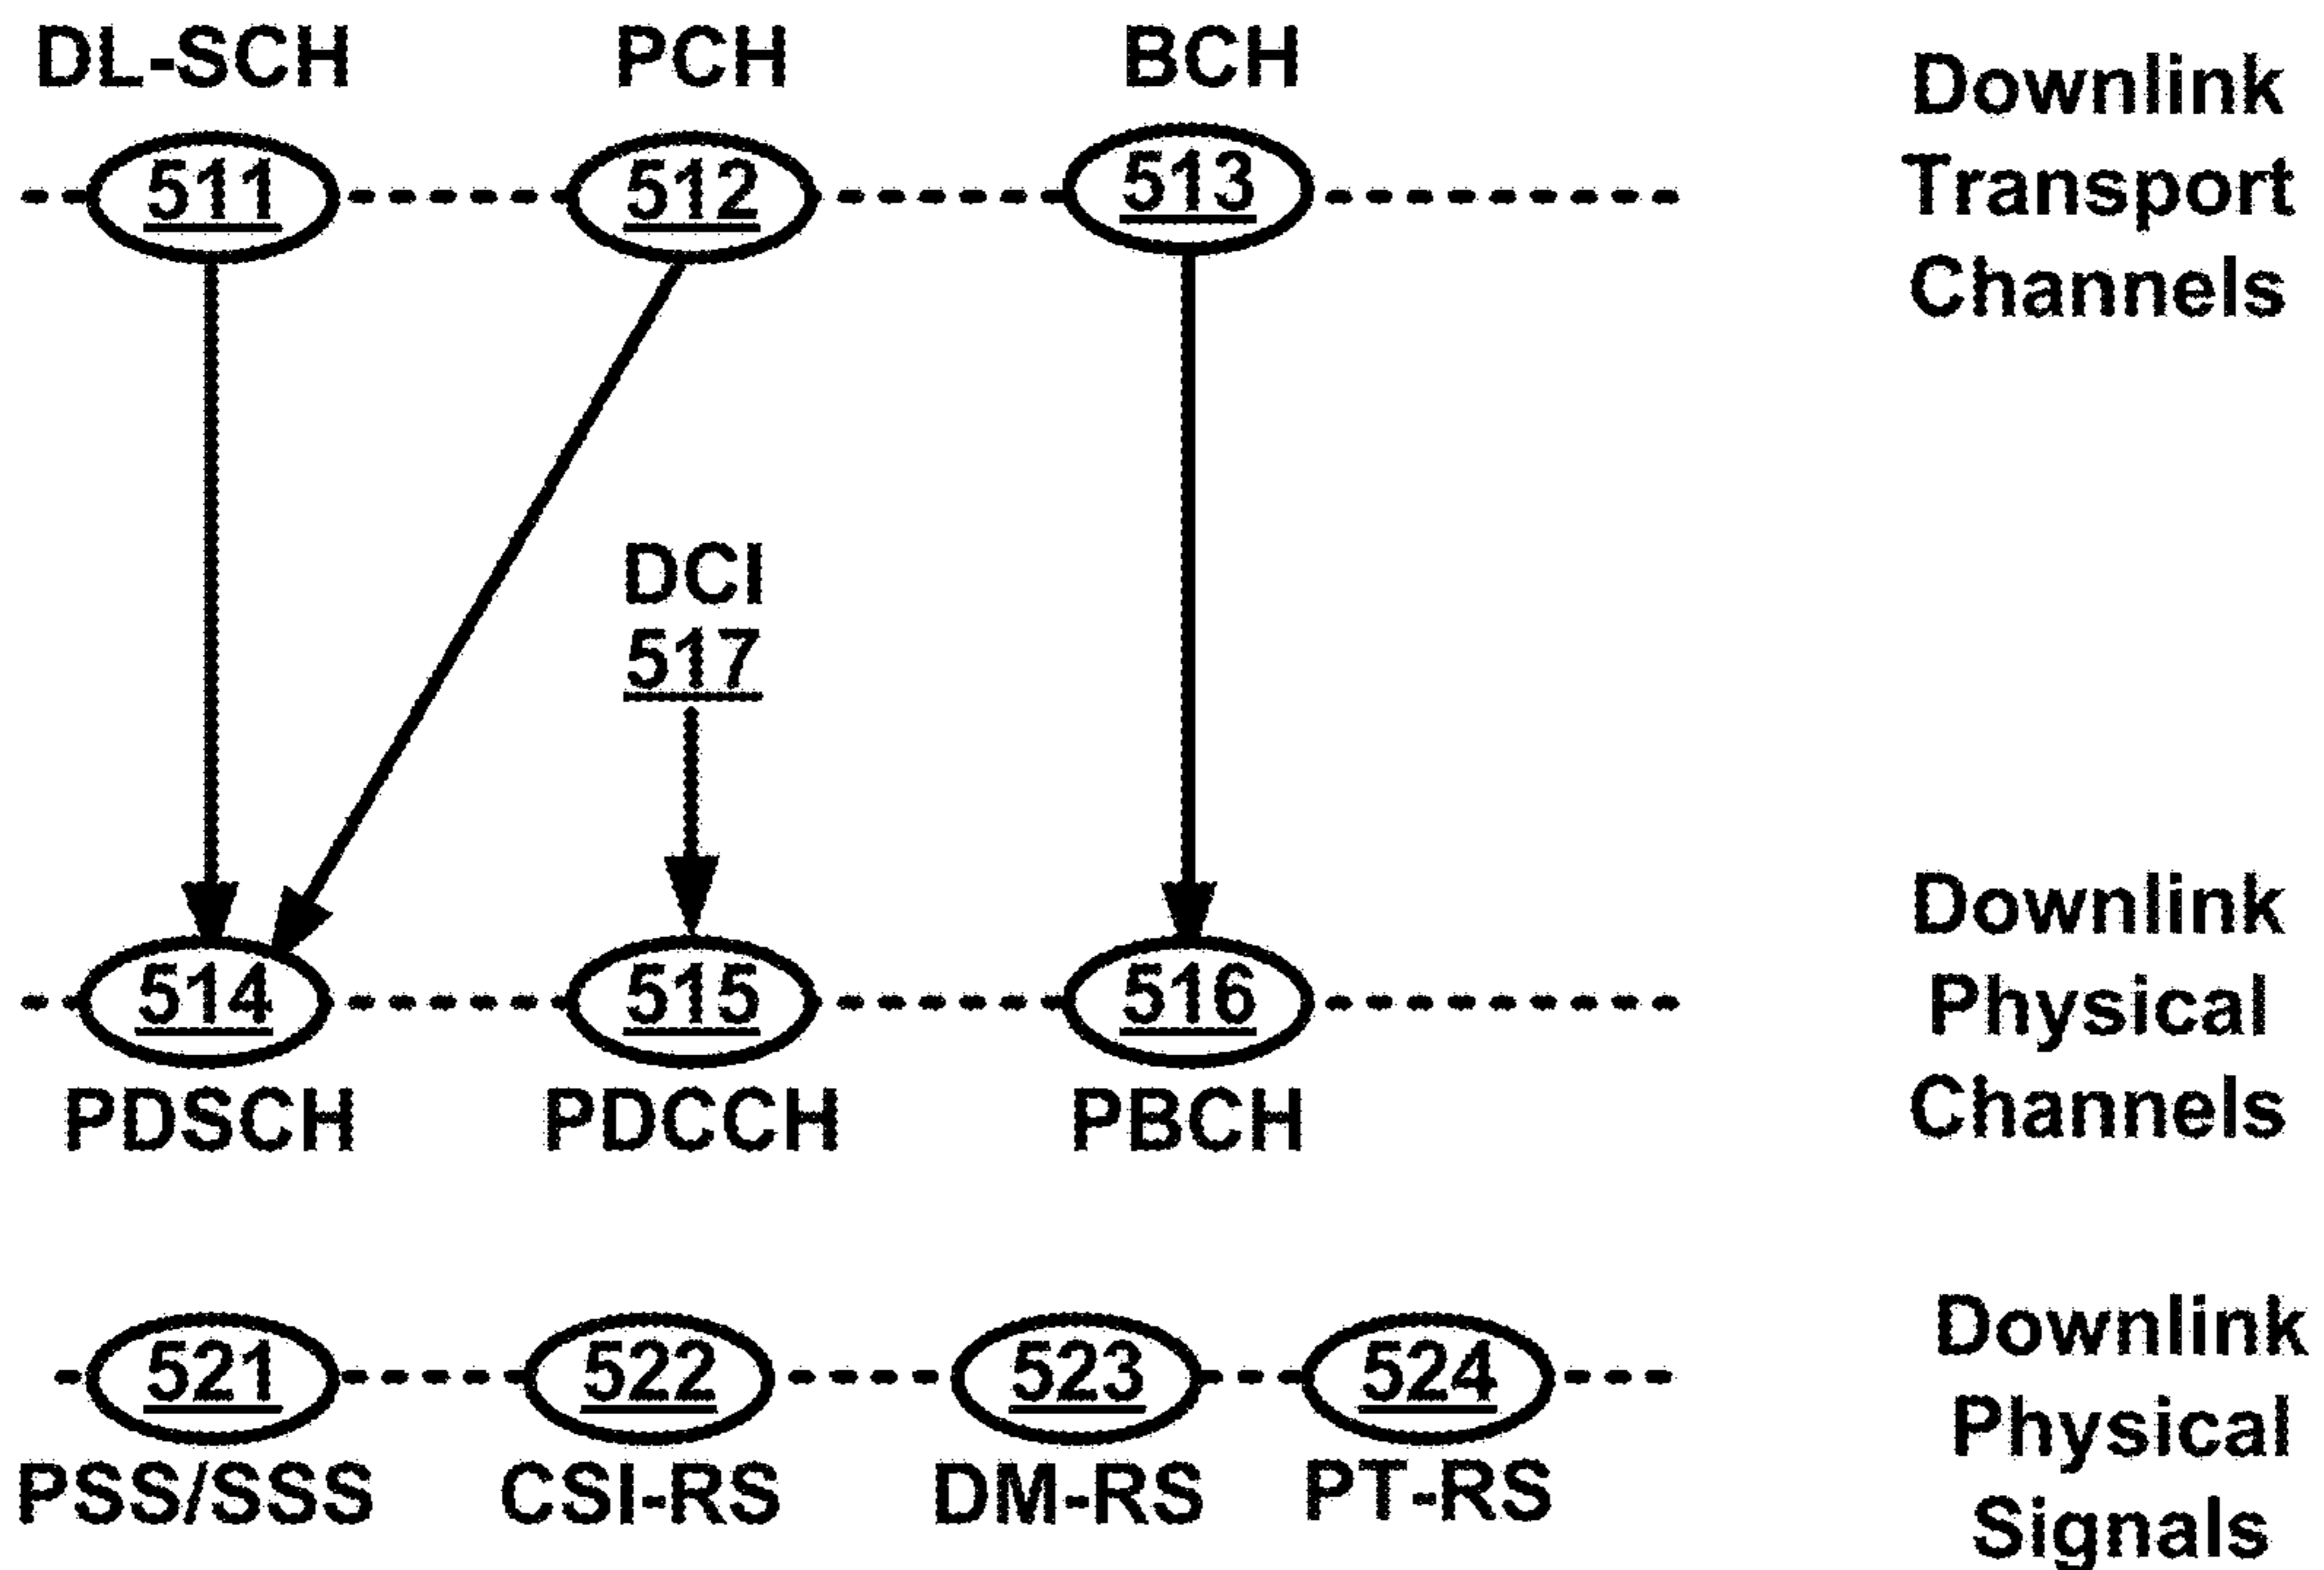 DL-SCH PCH BCH
511 512 513
Downlink
Transport
Channels
DCI
517
514 515 516
PDSCH PDCCH PBCH
Downlink
Physical
Channels
521 522 523 524
PSS/SSS CSI-RS DM-RS PT-RS
Downlink
Physical
Signals